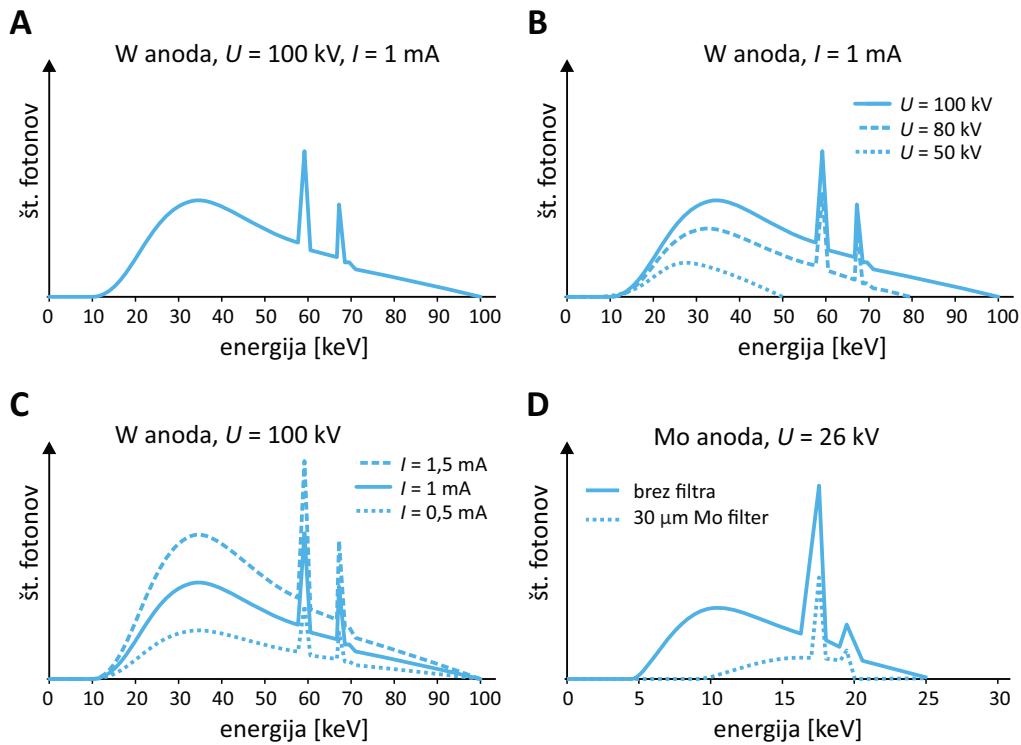 A
W anoda, U = 100 kV, I = 1 mA
št. fotonov
0 10 20 30 40 50 60 70 80 90 100
energija [keV]
B
W anoda, I = 1 mA
U = 100 kV
U = 80 kV
U = 50 kV
št. fotonov
0 10 20 30 40 50 60 70 80 90 100
energija [keV]
C
W anoda, U = 100 kV
I = 1,5 mA
I = 1 mA
I = 0,5 mA
št. fotonov
0 10 20 30 40 50 60 70 80 90 100
energija [keV]
D
Mo anoda, U = 26 kV
brez filtra
30 µm Mo filter
št. fotonov
0 5 10 15 20 25 30
energija [keV]